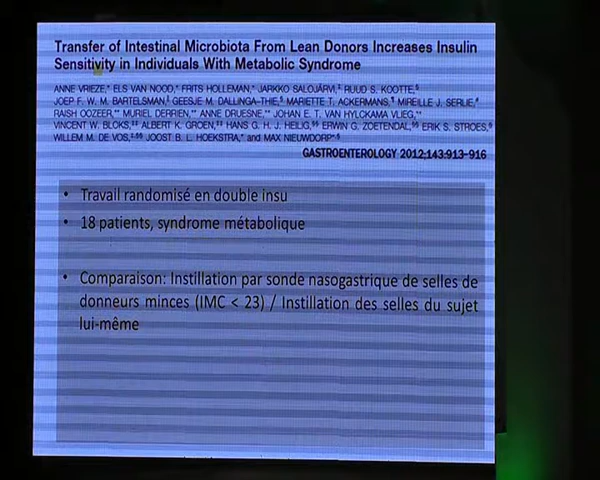 Transfer of Intestinal Microbiota From Lean Donors Increases Insulin
Sensitivity in Individuals With Metabolic Syndrome
ANNE VRIEZE,* ELS VAN NOOD,* FRITS HOLLEMAN,* JARKKO SALOJÄRVI,‡ RUUD S. KOOTTE,§
JOEP F. W. M. BARTELSMAN, GEESJE M. DALLINGA-THIE, MARIETTE T. ACKERMANS, MIREILLE J. SERLIE,
RAISH OOZEER,** MURIEL DERRIEN,** ANNE DRUESNE,** JOHAN E. T. VAN HYLCKAMA VLIEG,**
VINCENT W. BLOKS,‡‡ ALBERT K. GROEN,‡‡ HANS G. H. J. HEILIG,§§ ERWIN G. ZOETENDAL,§§ ERIK S. STROES,§
WILLEM M. DE VOS, JOOST B. L. HOEKSTRA,* and MAX NIEUWDORP
GASTROENTEROLOGY 2012;143:913–916
• Travail randomisé en double insu
• 18 patients, syndrome métabolique
• Comparaison: Instillation par sonde nasogastrique de selles de
donneurs minces (IMC < 23) / Instillation des selles du sujet
lui-même